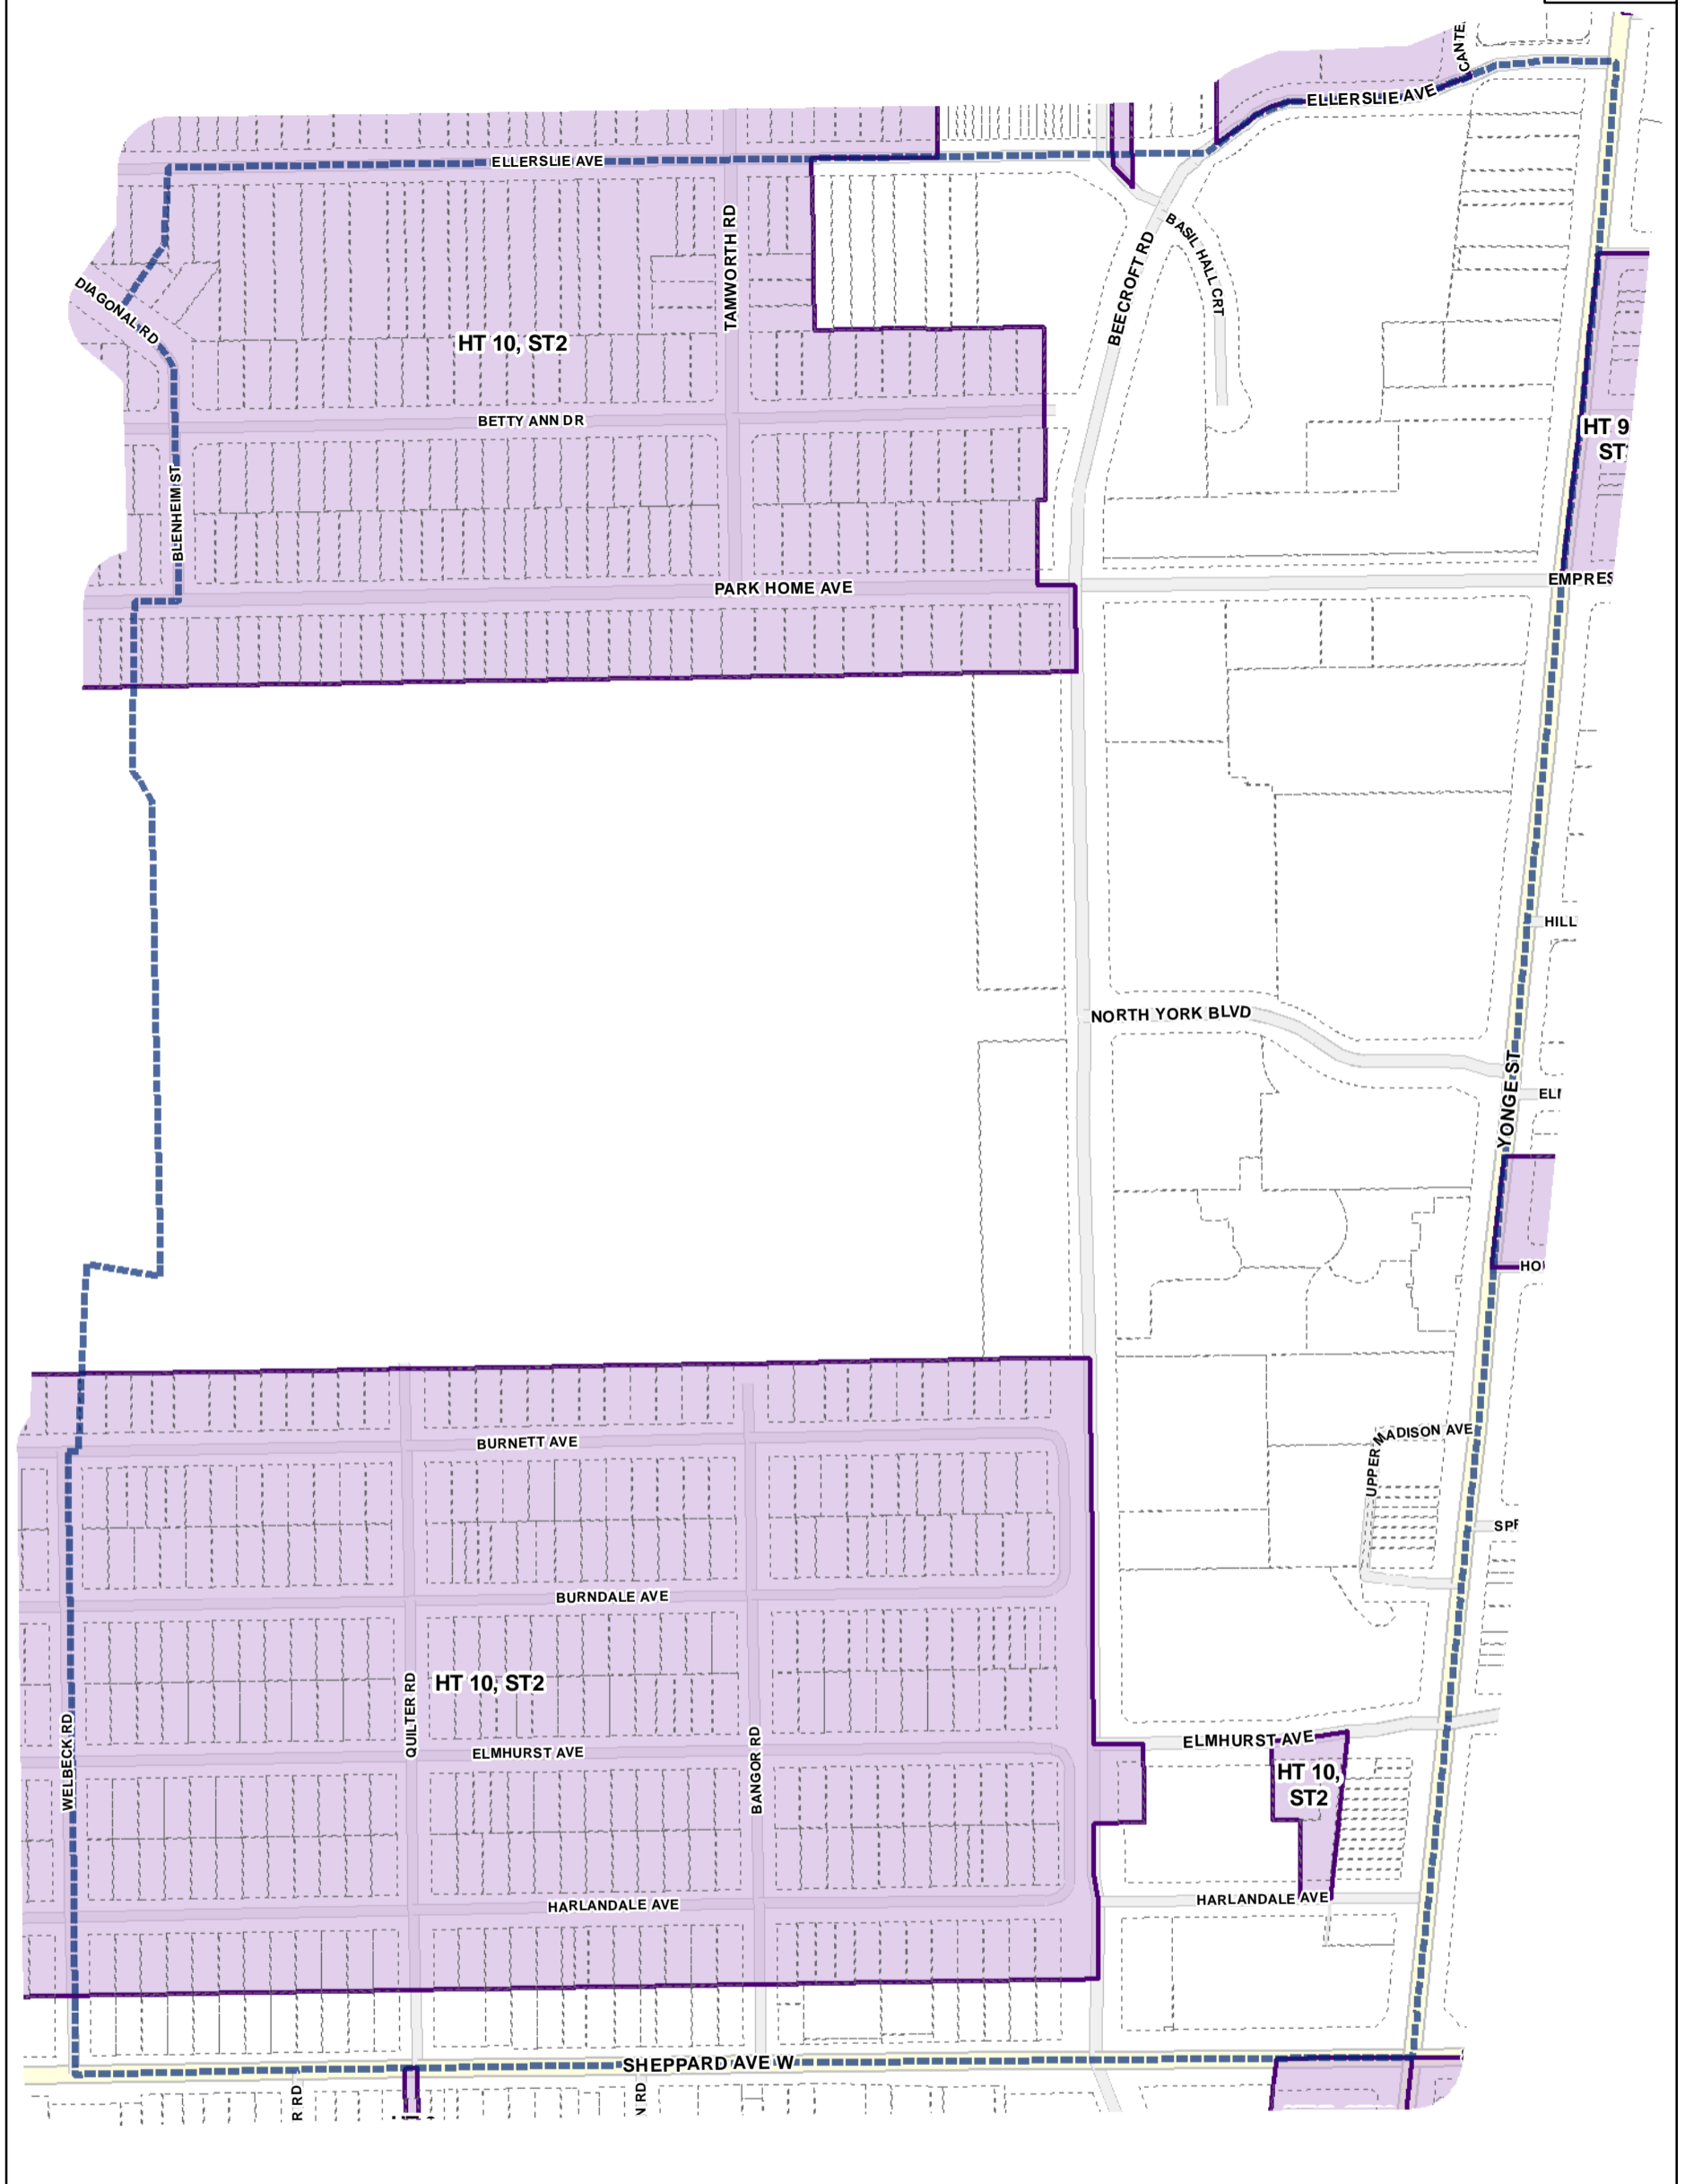 CANTE
ELLERSLIE AVE
ELLERSLIE AVE
TAMWORTH RD
BASIL HALL CRT
BEECROFT RD
DIAGONAL RD
HT 10, ST2
BETTY ANN DR
HT 9
ST
BLENHEIM ST
PARK HOME AVE
EMPRES
HILL
NORTH YORK BLVD
YONGE ST
EL
HO
BURNETT AVE
UPPER MADISON AVE
SP
BURNDALE AVE
HT 10, ST2
QUILTER RD
WELBECK RD
BANGOR RD
ELMHURST AVE
ELMHURST AVE
HT 10,
ST2
HARLANDALE AVE
HARLANDALE AVE
SHEPPARD AVE W
R RD
N RD